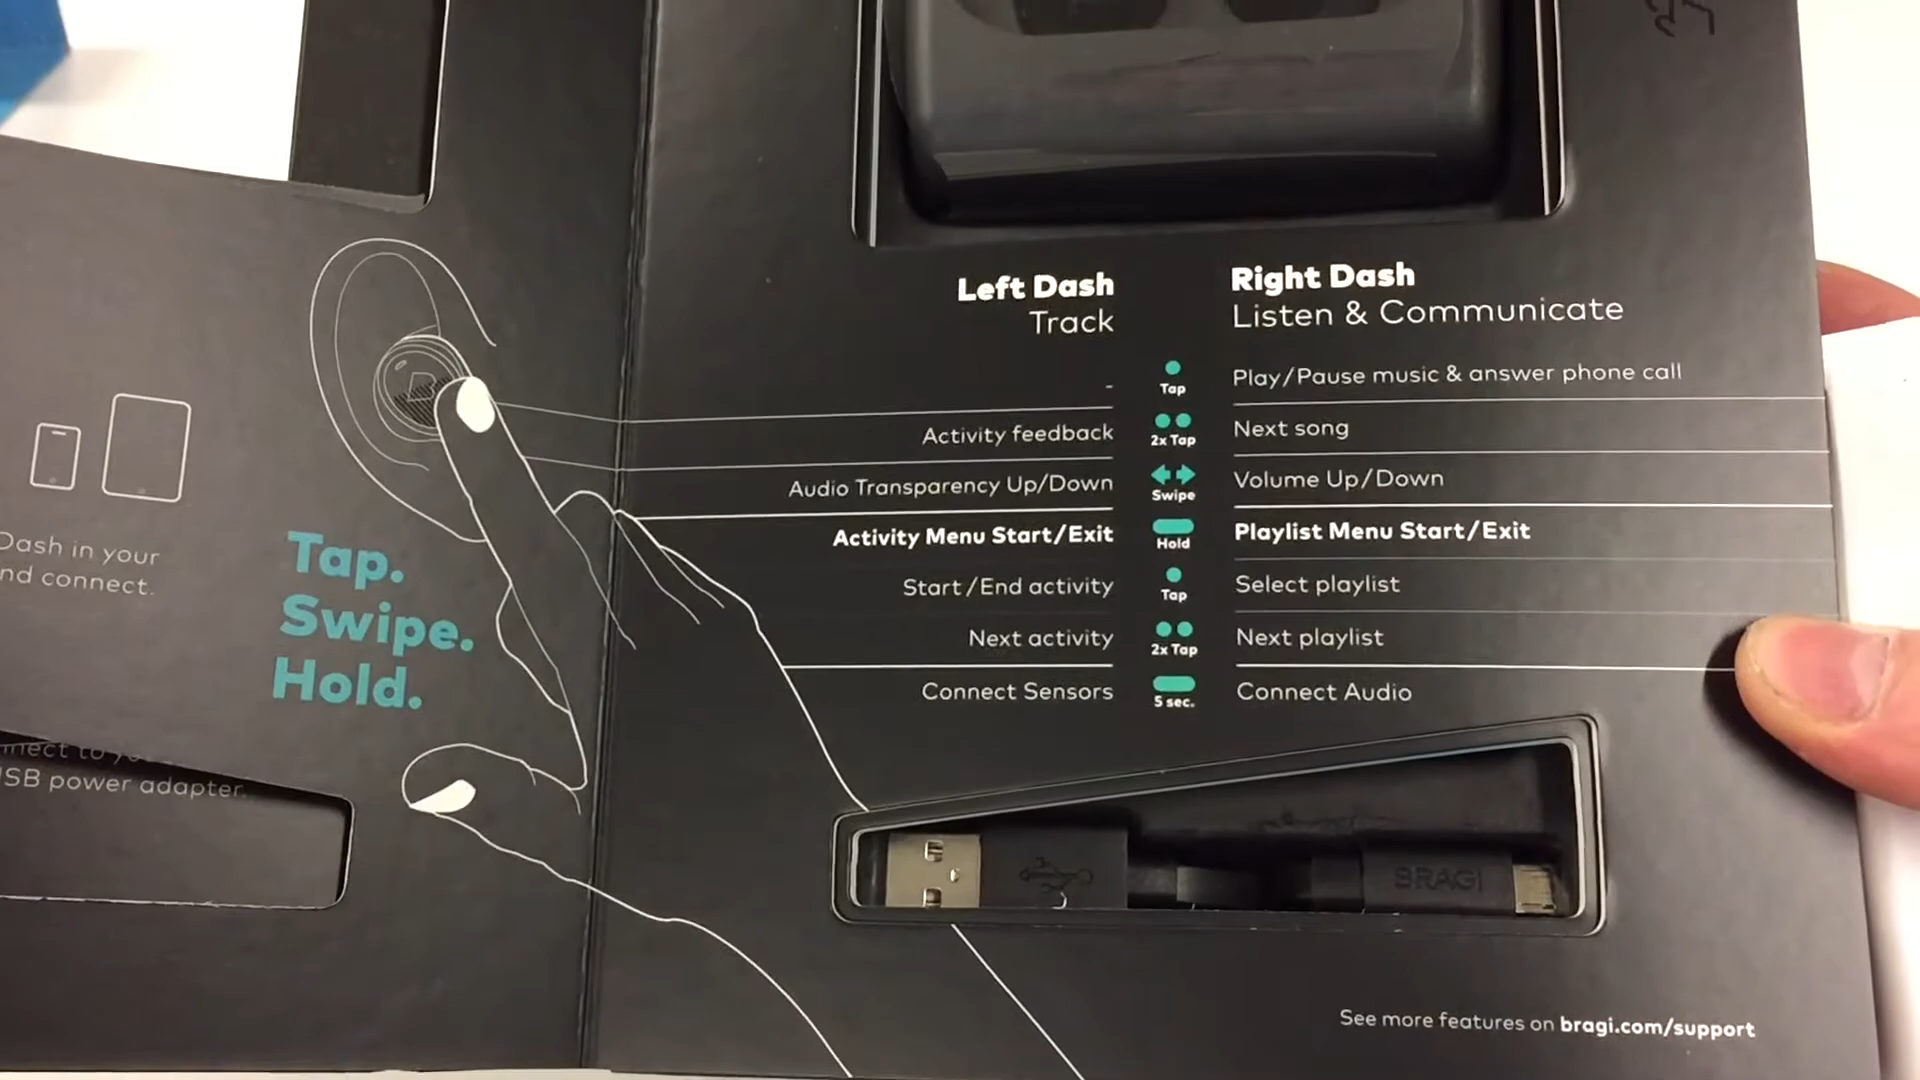 Dash in your
nd connect.
Tap.
Swipe.
Hold.
SB power adapter.
Left Dash
Track
Right Dash
Listen & Communicate
- Tap Play/Pause music & answer phone call
Activity feedback 2x Tap Next song
Audio Transparency Up/Down Swipe Volume Up/Down
Activity Menu Start/Exit Hold Playlist Menu Start/Exit
Start/End activity Tap Select playlist
Next activity 2x Tap Next playlist
Connect Sensors 5 sec. Connect Audio
BRAGI
See more features on bragi.com/support